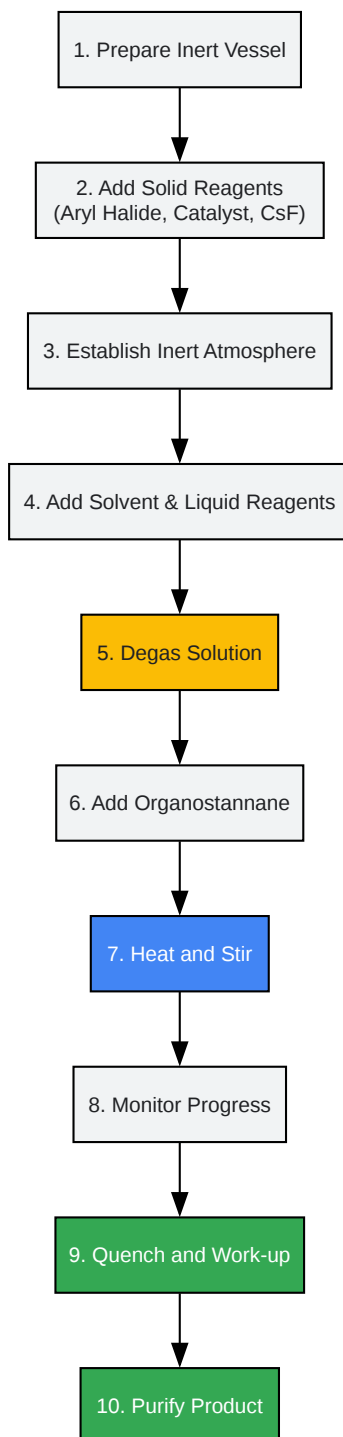 1. Prepare Inert Vessel
2. Add Solid Reagents
(Aryl Halide, Catalyst, CsF)
3. Establish Inert Atmosphere
4. Add Solvent & Liquid Reagents
5. Degas Solution
6. Add Organostannane
7. Heat and Stir
8. Monitor Progress
9. Quench and Work-up
10. Purify Product